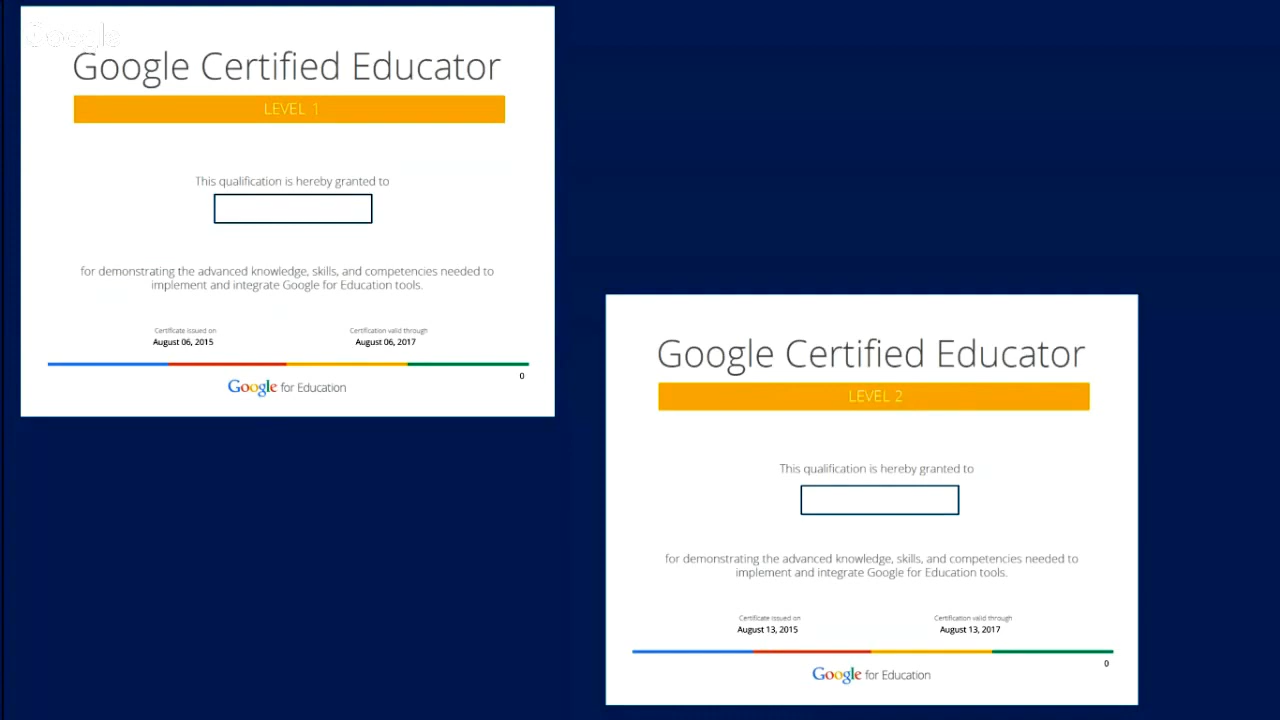 Google
Google Certified Educator
LEVEL 1
This qualification is hereby granted to
for demonstrating the advanced knowledge, skills, and competencies needed to
implement and integrate Google for Education tools.
Certificate issued on
August 06, 2015
Certification valid through
August 06, 2017
0
Google for Education
Google Certified Educator
LEVEL 2
This qualification is hereby granted to
for demonstrating the advanced knowledge, skills, and competencies needed to
implement and integrate Google for Education tools.
Certificate issued on
August 13, 2015
Certification valid through
August 13, 2017
0
Google for Education